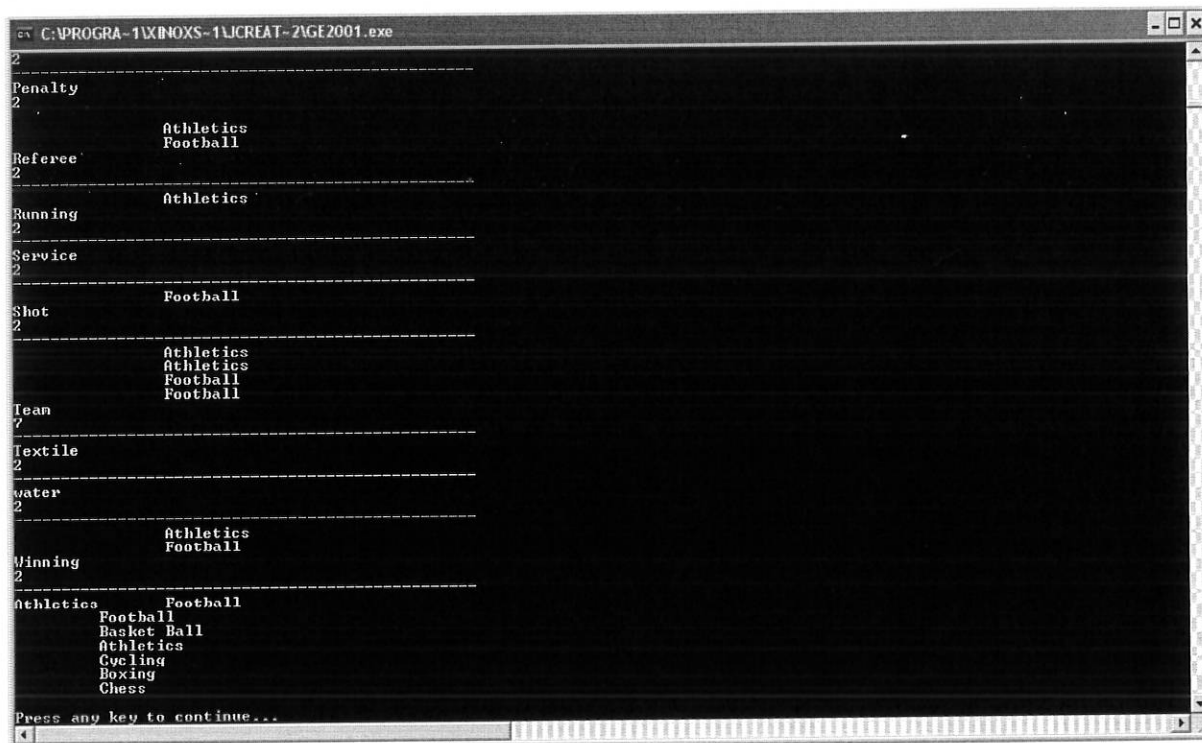 C:\PROGRA~1\XINOXS~1\JCREAT~2\GE2001.exe
2
--------------------------------------------------------
Penalty
2
Athletics
Football
Referee
2
--------------------------------------------------------
Athletics
Running
2
--------------------------------------------------------
Service
2
--------------------------------------------------------
Football
Shot
2
--------------------------------------------------------
Athletics
Athletics
Football
Football
Team
7
--------------------------------------------------------
Textile
2
--------------------------------------------------------
water
2
--------------------------------------------------------
Athletics
Football
Winning
2
--------------------------------------------------------
Athletics Football
Football
Basket Ball
Athletics
Cycling
Boxing
Chess
Press any key to continue...